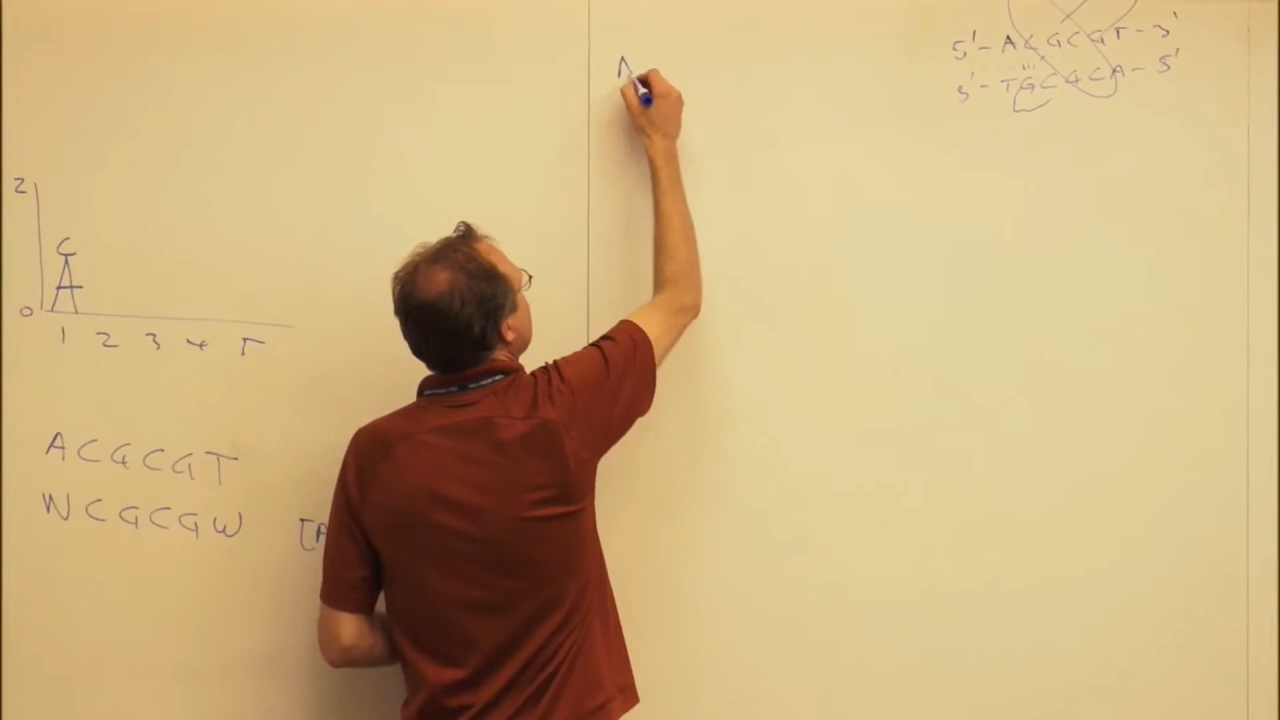 5'- ACGCGT-3'
3'- TGCGCA-5'
2
C
A
0
1 2 3 4 5
ACGCGT
WCGCGW [A